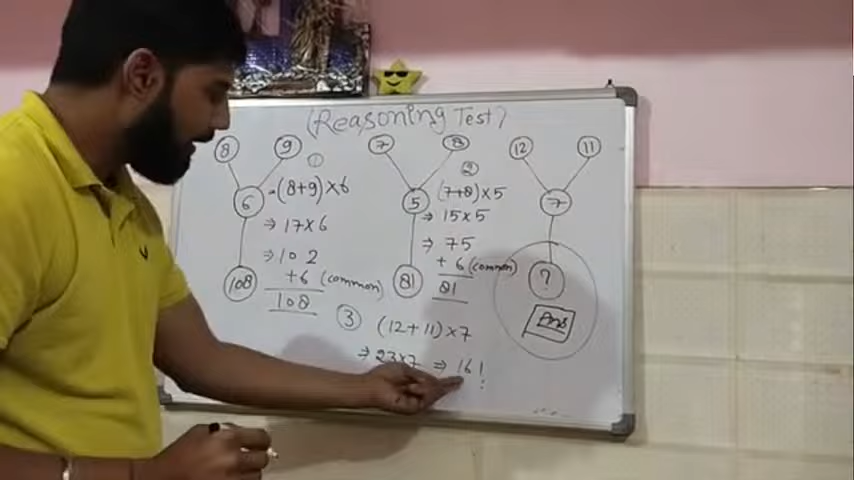 (Reasoning Test)
8 9 7 8 12 11
①
②
6 (8+9)×6
5 (7+8)×5
7
⇒ 17×6
⇒ 15×5
⇒ 102
⇒ 75
+6 (common)
+ 6 (common)
108 108
81 81
?
Ans
③ (12+11)×7
⇒ 23×7 ⇒ 161